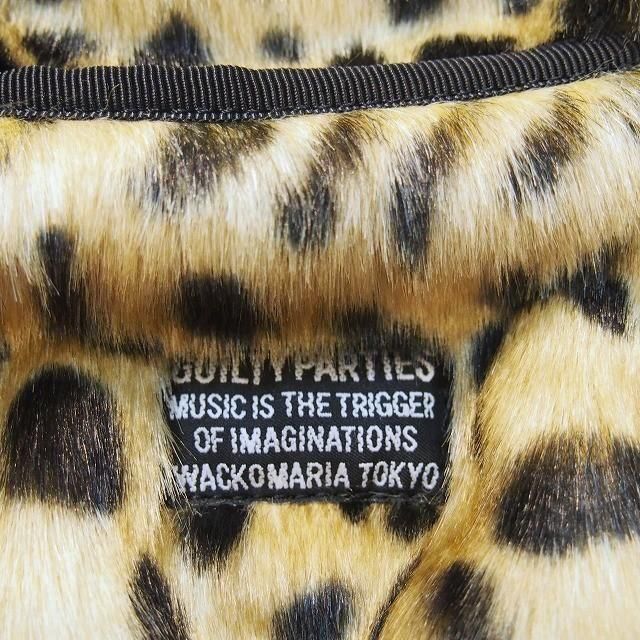 GUILTY PARTIES
MUSIC IS THE TRIGGER
OF IMAGINATIONS
WACKOMARIA TOKYO